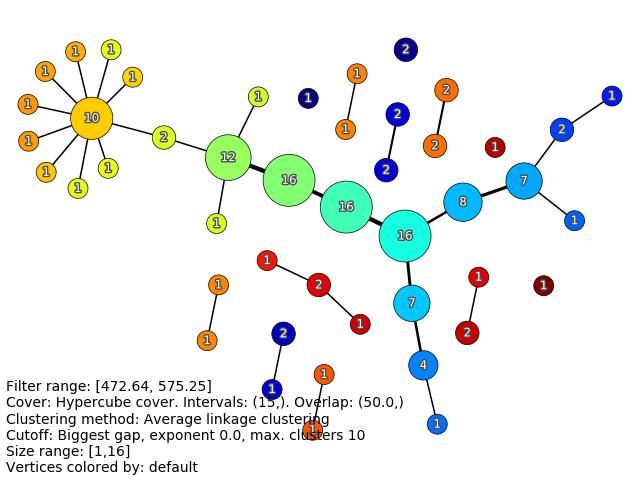 2
1 1 1
1 1 1 2
1 1 1
1 10 2
2
1 2 12 1 2 7
1 1 16 2
1 16 8
1 1 16 1
1 1
1 2 1
7
1 2 1 2
4
1 1
1 1
Filter range: [472.64, 575.25]
Cover: Hypercube cover. Intervals: (15,). Overlap: (50.0,)
Clustering method: Average linkage clustering
Cutoff: Biggest gap, exponent 0.0, max. clusters 10
Size range: [1,16]
Vertices colored by: default